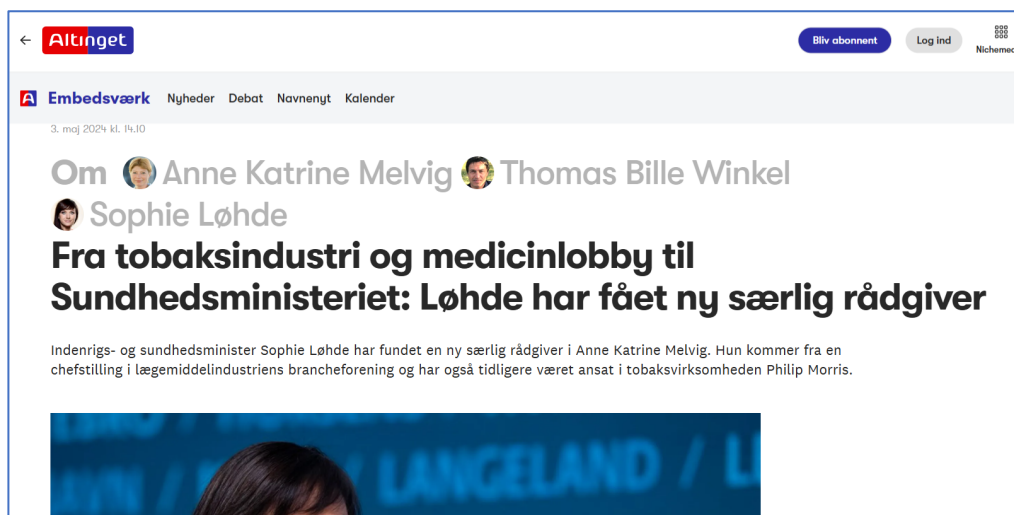 ← Altinget
Bliv abonnent Log ind
A Embedsværk Nyheder Debat Navnenyt Kalender
3. maj 2024 kl. 14.10
Om Anne Katrine Melvig Thomas Bille Winkel
Sophie Løhde
Fra tobaksindustri og medicinlobby til
Sundhedsministeriet: Løhde har fået ny særlig rådgiver
Indenrigs- og sundhedsminister Sophie Løhde har fundet en ny særlig rådgiver i Anne Katrine Melvig. Hun kommer fra en
chefstilling i lægemiddelindustriens brancheforening og har også tidligere været ansat i tobaksvirksomheden Philip Morris.
LANGELAND / L